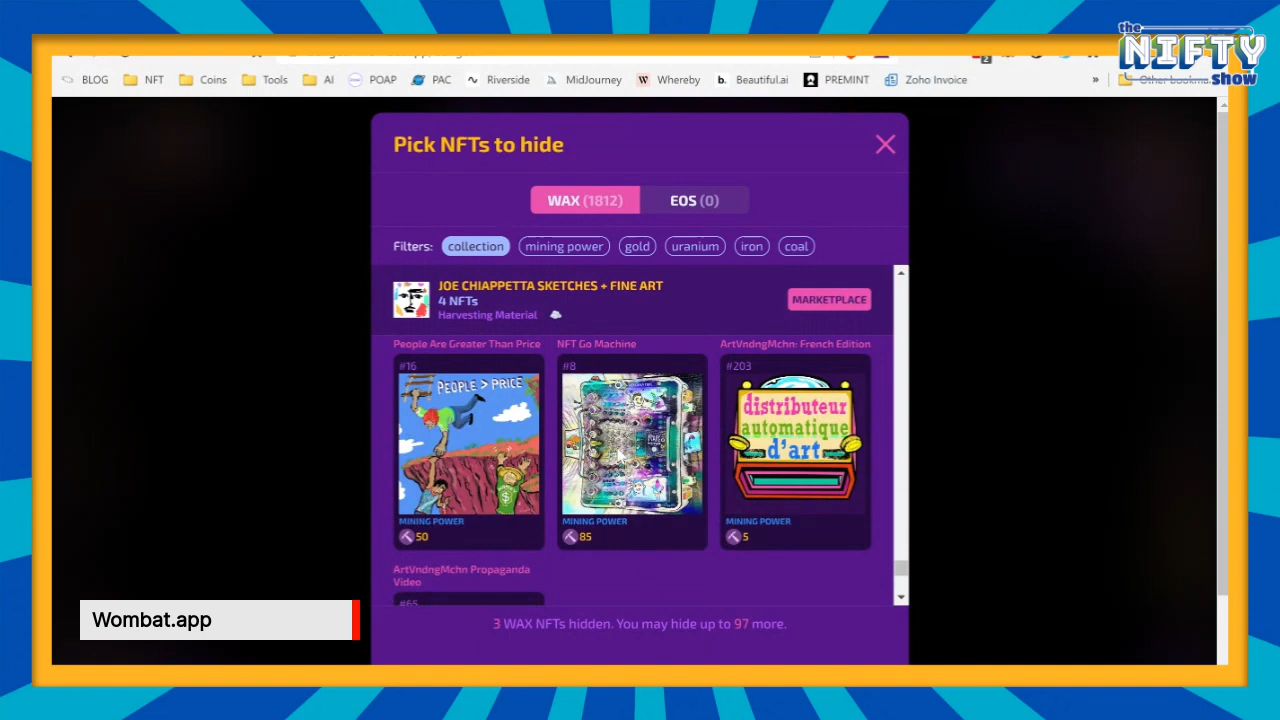 the
NIFTY
show
BLOG NFT Coins Tools AI POAP PAC Riverside MidJourney Whereby Beautiful.ai PREMINT Zoho Invoice » Other bookma
2
Pick NFTs to hide
WAX (1812) EOS (0)
Filters: collection mining power gold uranium iron coal
JOE CHIAPPETTA SKETCHES + FINE ART
4 NFTs
Harvesting Material
MARKETPLACE
People Are Greater Than Price NFT Go Machine ArtVndngMchn: French Edition
#16 #8 #203
PEOPLE > PRICE
distributeur
automatique
d'art
MINING POWER MINING POWER MINING POWER
50 85 5
ArtVndngMchn Propaganda
Video
#65
3 WAX NFTs hidden. You may hide up to 97 more.
Wombat.app